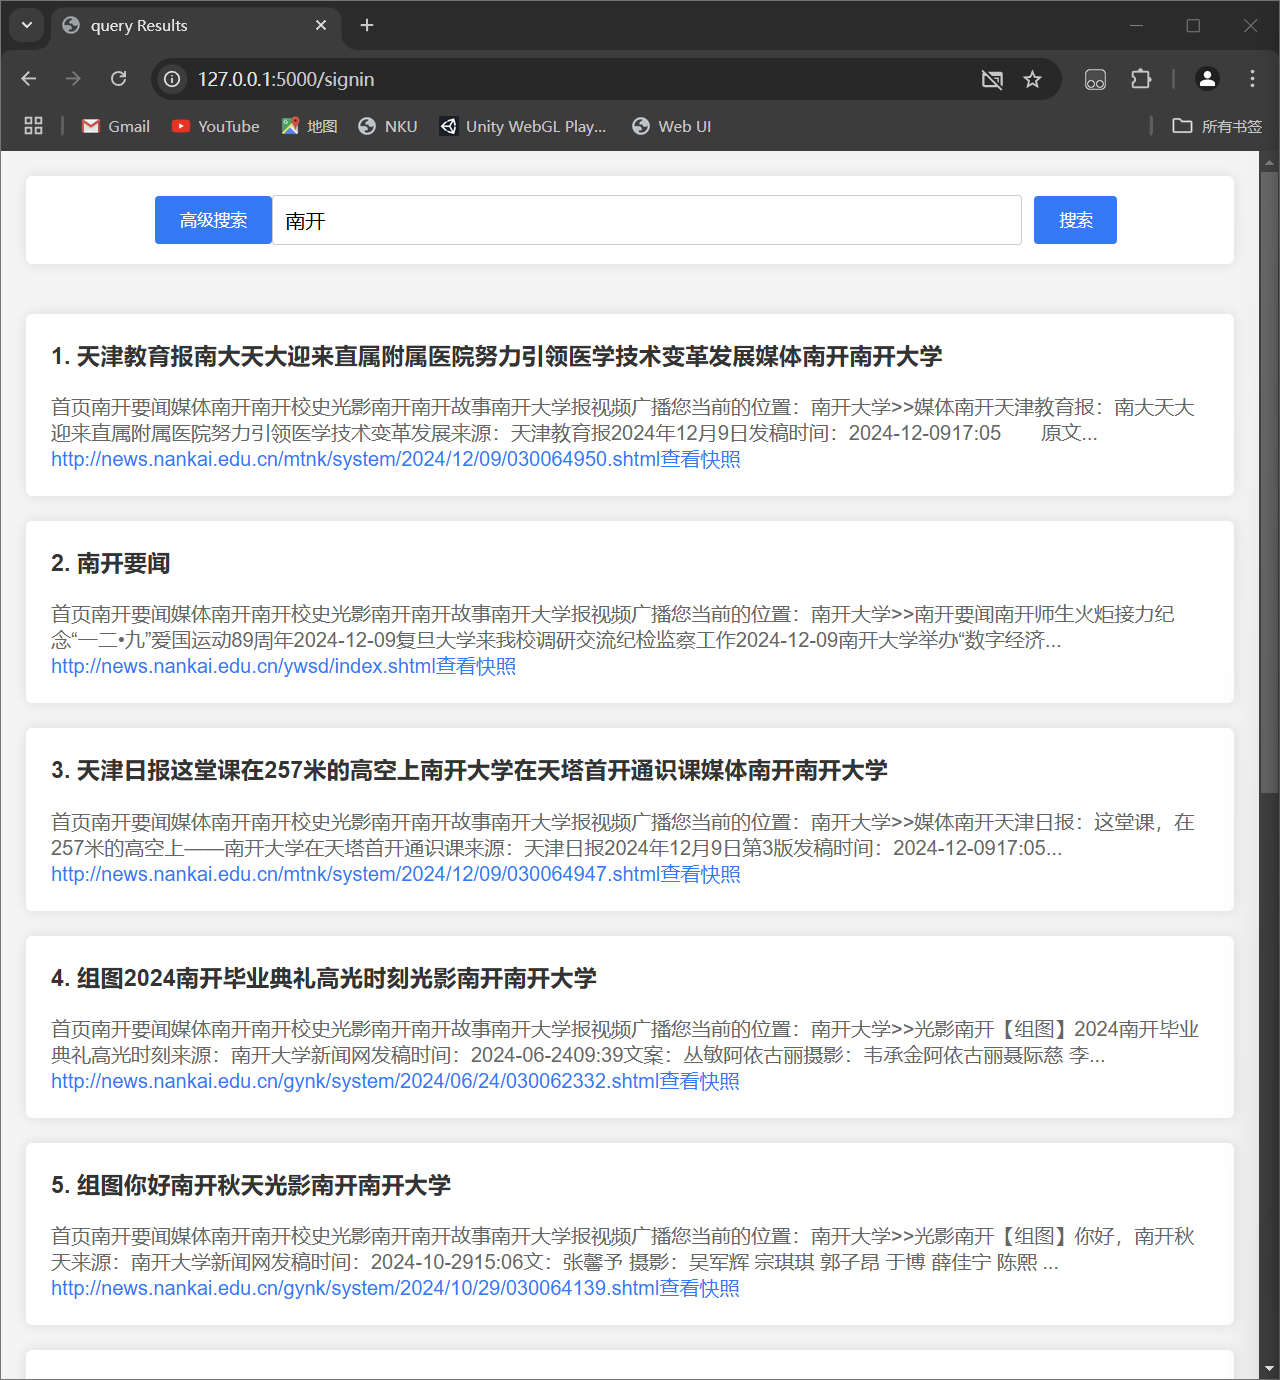 query Results
127.0.0.1:5000/signin
Gmail
YouTube
地图
NKU
Unity WebGL Play...
Web UI
所有书签
高级搜索
南开
搜索
1. 天津教育报南大天大迎来直属附属医院努力引领医学技术变革发展媒体南开南开大学
首页南开要闻媒体南开南开校史光影南开南开故事南开大学报视频广播您当前的位置：南开大学>>媒体南开天津教育报：南大天大
迎来直属附属医院努力引领医学技术变革发展来源：天津教育报2024年12月9日发稿时间：2024-12-0917:05　　原文...
http://news.nankai.edu.cn/mtnk/system/2024/12/09/030064950.shtml查看快照
2. 南开要闻
首页南开要闻媒体南开南开校史光影南开南开故事南开大学报视频广播您当前的位置：南开大学>>南开要闻南开师生火炬接力纪
念“一二•九”爱国运动89周年2024-12-09复旦大学来我校调研交流纪检监察工作2024-12-09南开大学举办“数字经济...
http://news.nankai.edu.cn/ywsd/index.shtml查看快照
3. 天津日报这堂课在257米的高空上南开大学在天塔首开通识课媒体南开南开大学
首页南开要闻媒体南开南开校史光影南开南开故事南开大学报视频广播您当前的位置：南开大学>>媒体南开天津日报：这堂课，在
257米的高空上——南开大学在天塔首开通识课来源：天津日报2024年12月9日第3版发稿时间：2024-12-0917:05...
http://news.nankai.edu.cn/mtnk/system/2024/12/09/030064947.shtml查看快照
4. 组图2024南开毕业典礼高光时刻光影南开南开大学
首页南开要闻媒体南开南开校史光影南开南开故事南开大学报视频广播您当前的位置：南开大学>>光影南开【组图】2024南开毕业
典礼高光时刻来源：南开大学新闻网发稿时间：2024-06-2409:39文案：丛敏阿依古丽摄影：韦承金阿依古丽聂际慈 李...
http://news.nankai.edu.cn/gynk/system/2024/06/24/030062332.shtml查看快照
5. 组图你好南开秋天光影南开南开大学
首页南开要闻媒体南开南开校史光影南开南开故事南开大学报视频广播您当前的位置：南开大学>>光影南开【组图】你好，南开秋
天来源：南开大学新闻网发稿时间：2024-10-2915:06文：张馨予 摄影：吴军辉 宗琪琪 郭子昂 于博 薛佳宁 陈熙 ...
http://news.nankai.edu.cn/gynk/system/2024/10/29/030064139.shtml查看快照